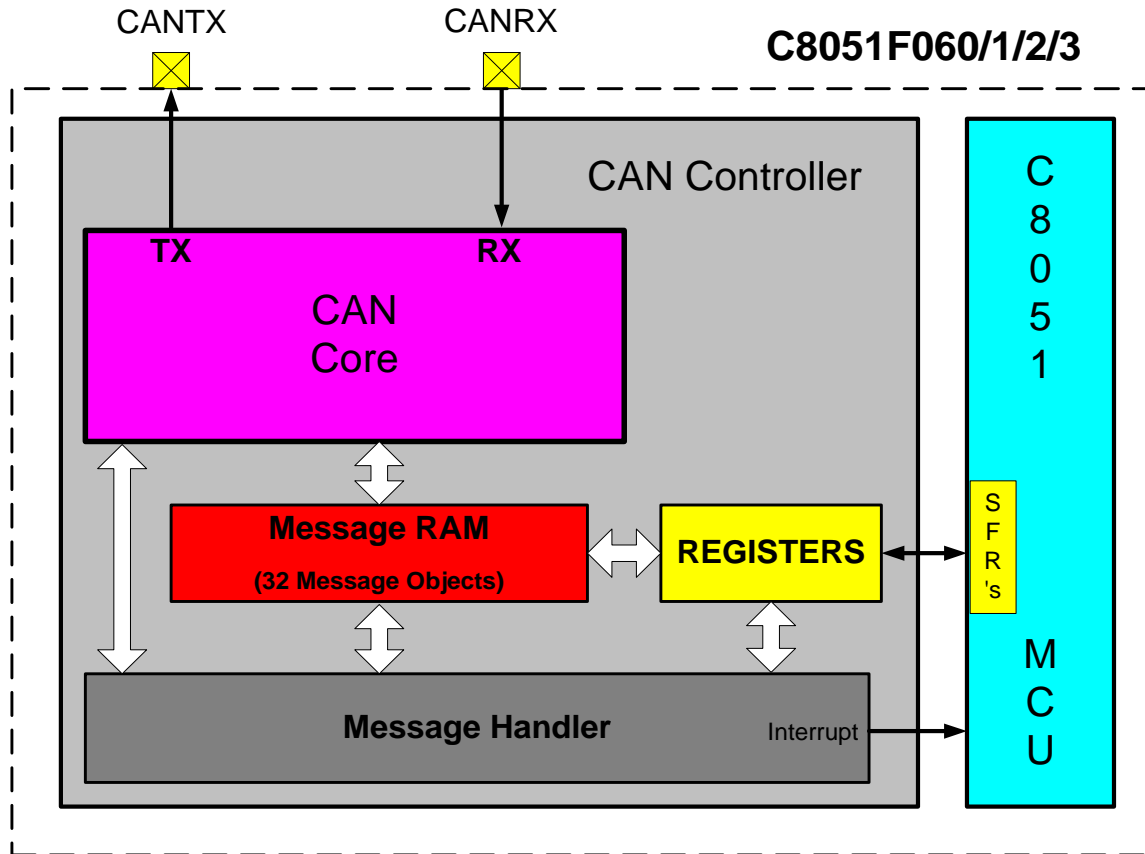 CANTX
CANRX
C8051F060/1/2/3
CAN Controller
TX
RX
CAN
Core
Message RAM
(32 Message Objects)
REGISTERS
Message Handler
Interrupt
C
8
0
5
1
S
F
R
's
M
C
U